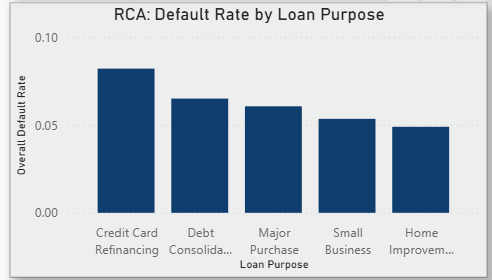 RCA: Default Rate by Loan Purpose
0.10
0.05
0.00
Overall Default Rate
Credit Card
Refinancing
Debt
Consolida...
Major
Purchase
Small
Business
Home
Improvem...
Loan Purpose